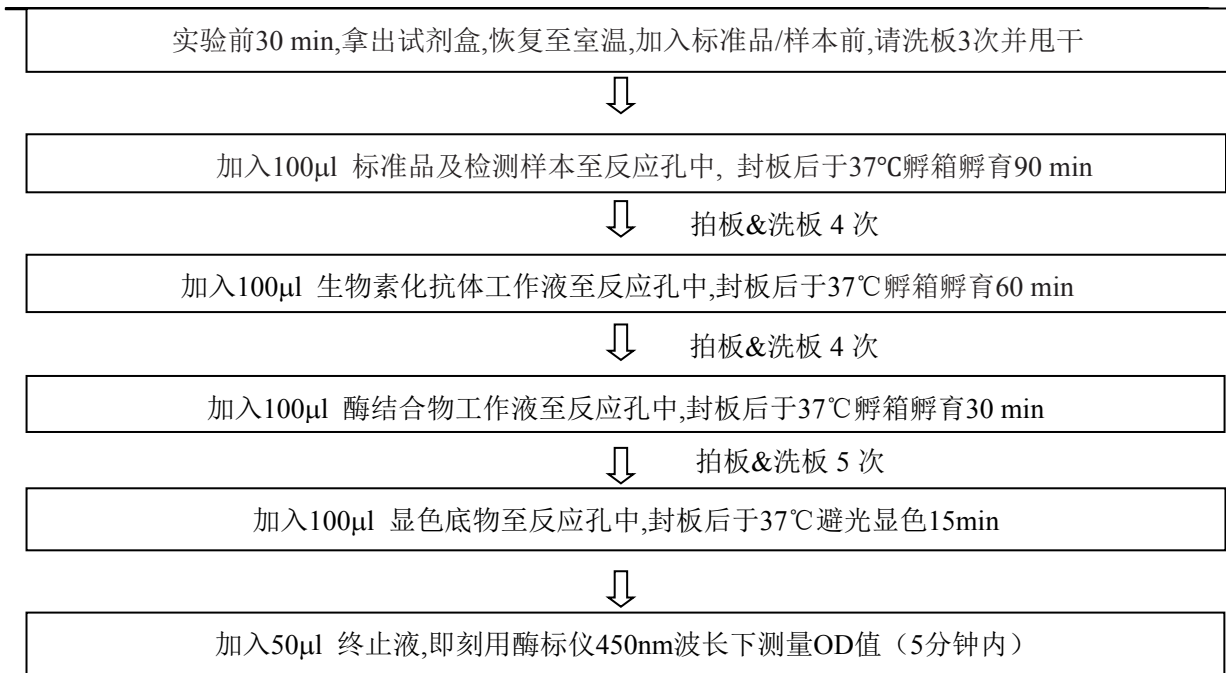 实验前30 min,拿出试剂盒,恢复至室温,加入标准品/样本前,请洗板3次并甩干
加入100μl 标准品及检测样本至反应孔中, 封板后于37℃孵箱孵育90 min
拍板&洗板 4 次
加入100μl 生物素化抗体工作液至反应孔中,封板后于37℃孵箱孵育60 min
拍板&洗板 4 次
加入100μl 酶结合物工作液至反应孔中,封板后于37℃孵箱孵育30 min
拍板&洗板 5 次
加入100μl 显色底物至反应孔中,封板后于37℃避光显色15min
加入50μl 终止液,即刻用酶标仪450nm波长下测量OD值（5分钟内）